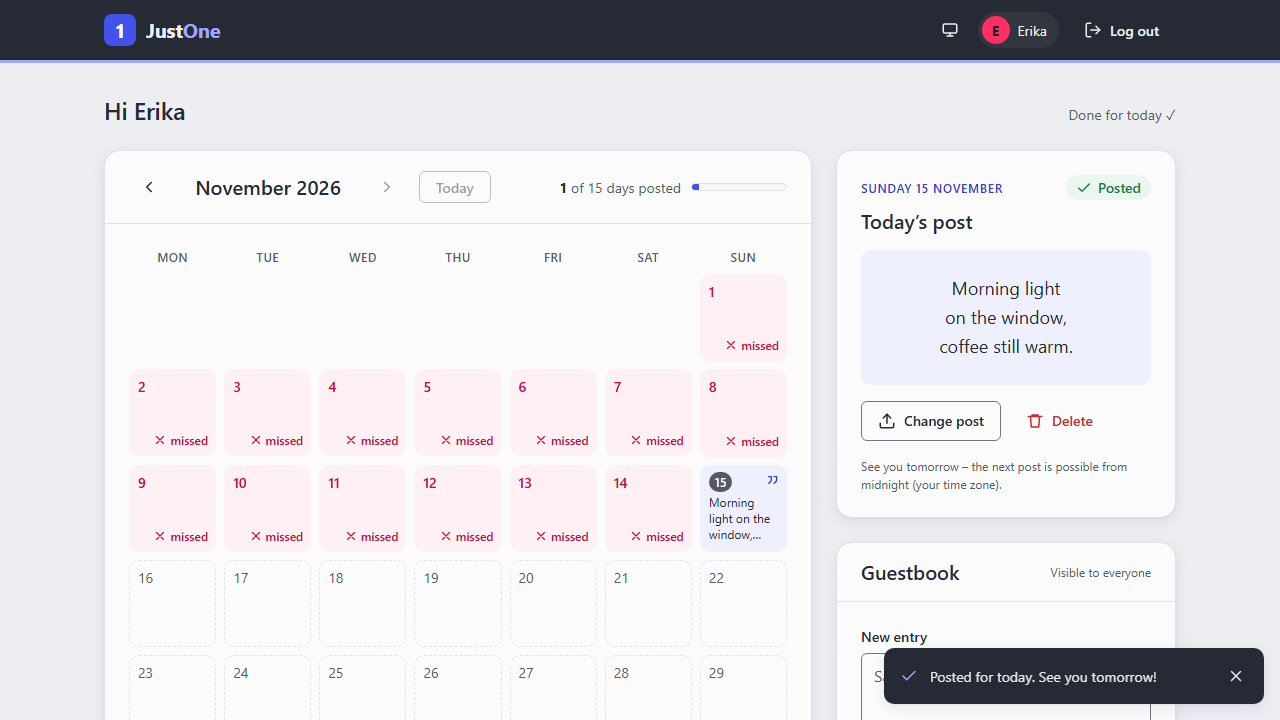 1 JustOne
E Erika
Log out
Hi Erika
Done for today ✓
November 2026
Today
1 of 15 days posted
MON TUE WED THU FRI SAT SUN
1
missed
2 3 4 5 6 7 8
missed missed missed missed missed missed missed
9 10 11 12 13 14 15
Morning
light on the
window,...
missed missed missed missed missed missed
16 17 18 19 20 21 22
23 24 25 26 27 28 29
SUNDAY 15 NOVEMBER
Posted
Today’s post
Morning light
on the window,
coffee still warm.
Change post
Delete
See you tomorrow – the next post is possible from
midnight (your time zone).
Guestbook
Visible to everyone
New entry
Posted for today. See you tomorrow!